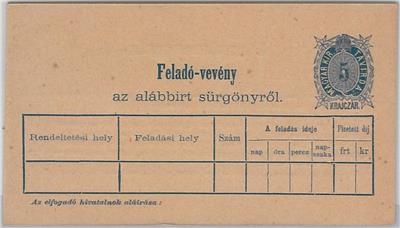 Feladó-vevény
az alábbirt sürgönyről.
MAGYAR KIR. TÁVIRDA
5
KRAJCZÁR.
Rendeltetési hely Feladási hely Szám A feladás ideje Fizetett díj
nap óra percz nap-szaka frt kr
Az elfogadó hivatalnok aláirása :